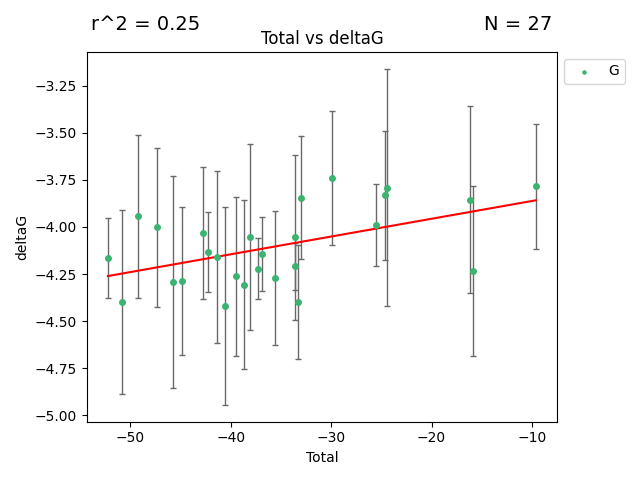 r^2 = 0.25
N = 27
Total vs deltaG
G
−3.25
−3.50
−3.75
−4.00
−4.25
−4.50
−4.75
−5.00
deltaG
−50
−40
−30
−20
−10
Total